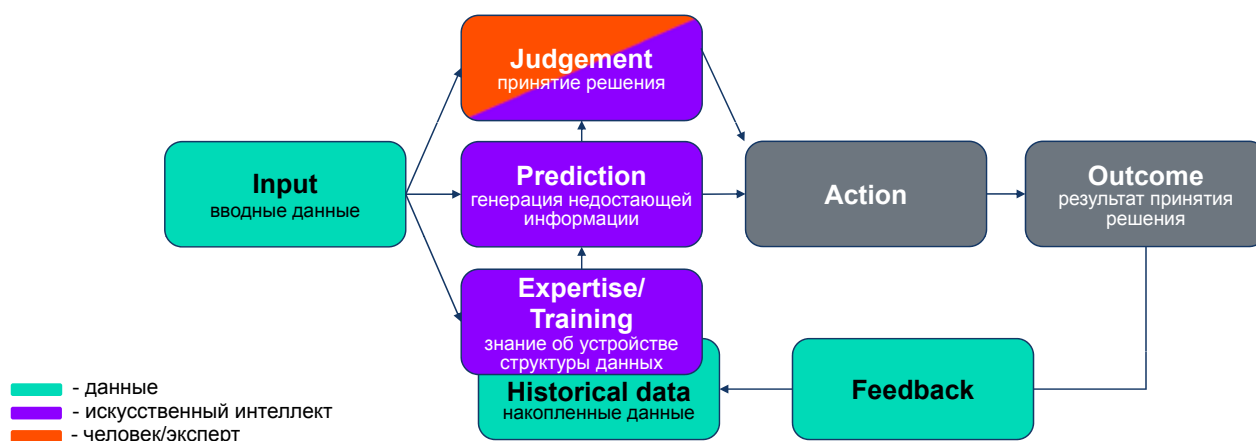 Judgement
принятие решения
Input
вводные данные
Prediction
генерация недостающей
информации
Action
Outcome
результат принятия
решения
Expertise/
Training
знание об устройстве
структуры данных
Historical data
накопленные данные
Feedback
- данные
- искусственный интеллект
- человек/эксперт